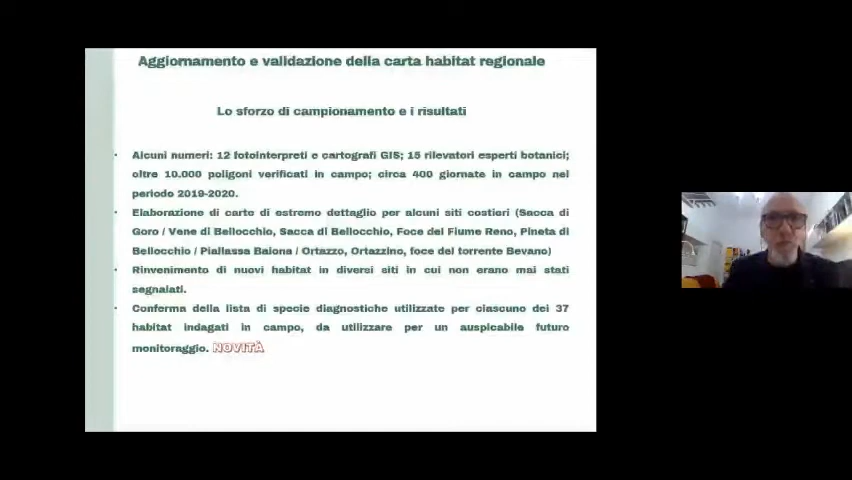 Aggiornamento e validazione della carta habitat regionale
Lo sforzo di campionamento e i risultati
· Alcuni numeri: 12 fotointerpreti e cartografi GIS; 15 rilevatori esperti botanici;
oltre 10.000 poligoni verificati in campo; circa 400 giornate in campo nel
periodo 2019-2020.
· Elaborazione di carte di estremo dettaglio per alcuni siti costieri (Sacca di
Goro / Vene di Bellocchio, Sacca di Bellocchio, Foce del Fiume Reno, Pineta di
Bellocchio / Piallassa Baiona / Ortazzo, Ortazzino, foce del torrente Bevano)
· Rinvenimento di nuovi habitat in diversi siti in cui non erano mai stati
segnalati.
· Conferma della lista di specie diagnostiche utilizzate per ciascuno dei 37
habitat indagati in campo, da utilizzare per un auspicabile futuro
monitoraggio. NOVITÀ